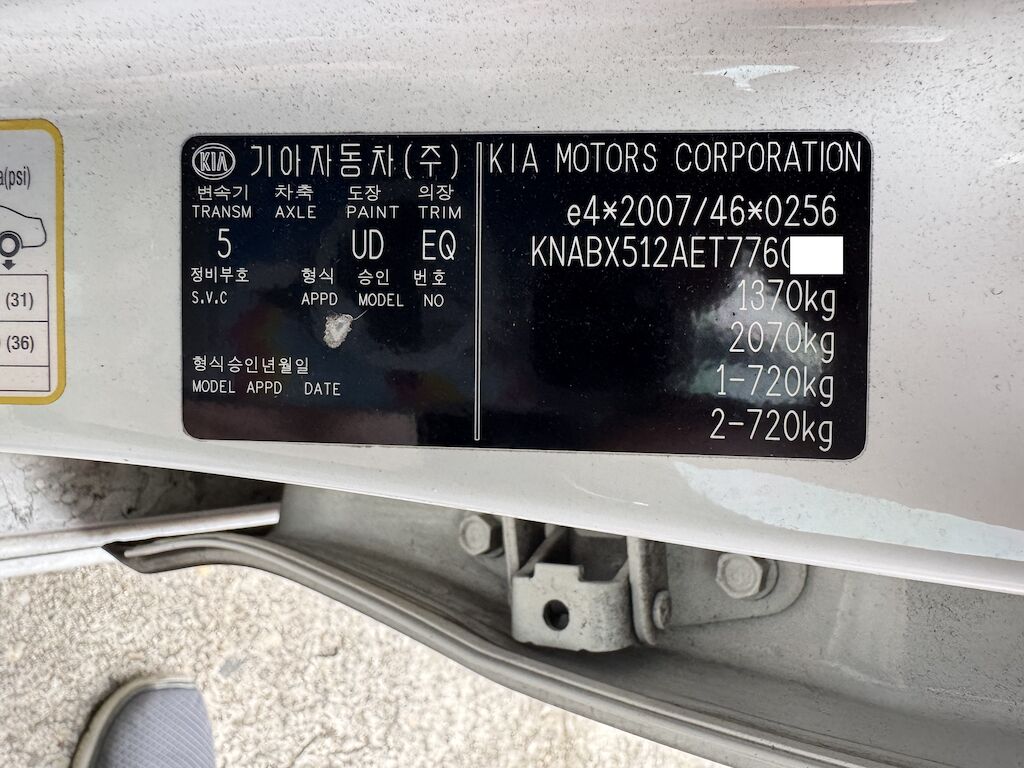 a(psi)
(31)
(36)
KIA 기아자동차(주)
변속기 차축 도장 의장
TRANSM AXLE PAINT TRIM
5 UD EQ
정비부호 형식 승인 번호
S.V.C APPD MODEL NO
형식승인년월일
MODEL APPD DATE
KIA MOTORS CORPORATION
e4*2007/46*0256
KNABX512AET7760
1370kg
2070kg
1-720kg
2-720kg